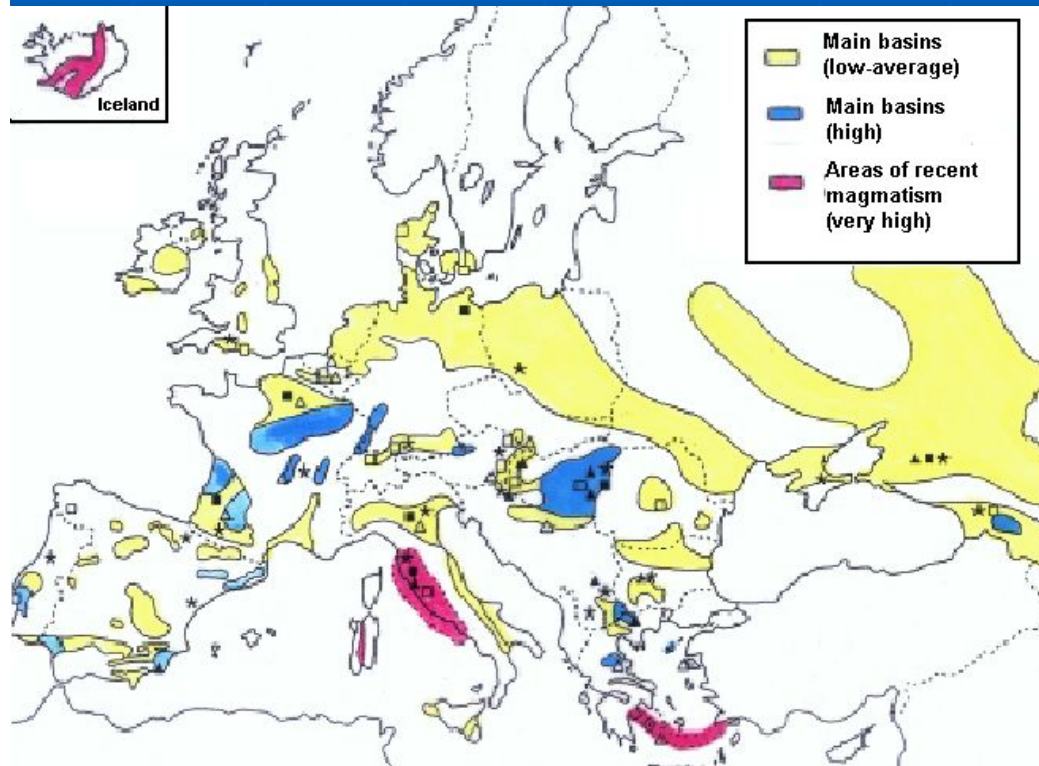 Iceland
Main basins
(low-average)
Main basins
(high)
Areas of recent
magmatism
(very high)